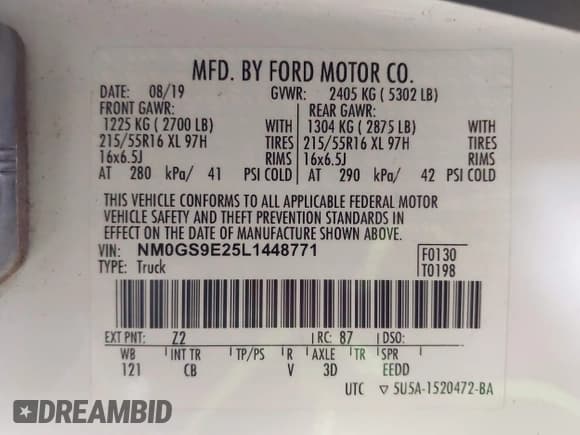 MFD. BY FORD MOTOR CO.
DATE: 08/19 GVWR: 2405 KG ( 5302 LB)
FRONT GAWR: REAR GAWR:
1225 KG ( 2700 LB) WITH 1304 KG ( 2875 LB) WITH
215/55R16 XL 97H TIRES 215/55R16 XL 97H TIRES
16x6.5J RIMS 16x6.5J RIMS
AT 280 kPa/ 41 PSI COLD AT 290 kPa/ 42 PSI COLD
THIS VEHICLE CONFORMS TO ALL APPLICABLE FEDERAL MOTOR
VEHICLE SAFETY AND THEFT PREVENTION STANDARDS IN
EFFECT ON THE DATE OF MANUFACTURE SHOWN ABOVE.
VIN: NM0GS9E25L1448771 F0130
TYPE: Truck T0198
EXT PNT: Z2 RC: 87 DSO:
WB INT TR TP/PS R AXLE TR SPR
121 CB V 3D EEDD
UTC ▽ 5U5A-1520472-BA
DREAMBID